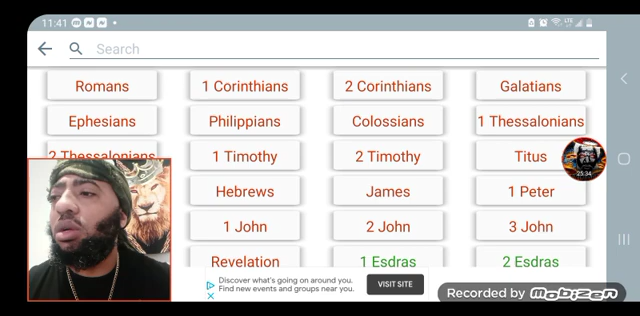 11:41
Search
Romans 1 Corinthians 2 Corinthians Galatians
Ephesians Philippians Colossians 1 Thessalonians
2 Thessalonians 1 Timothy 2 Timothy Titus
25:34
Hebrews James 1 Peter
1 John 2 John 3 John
Revelation 1 Esdras 2 Esdras
Discover what's going on around you.
Find new events and groups near you.
VISIT SITE
Recorded by mobizen